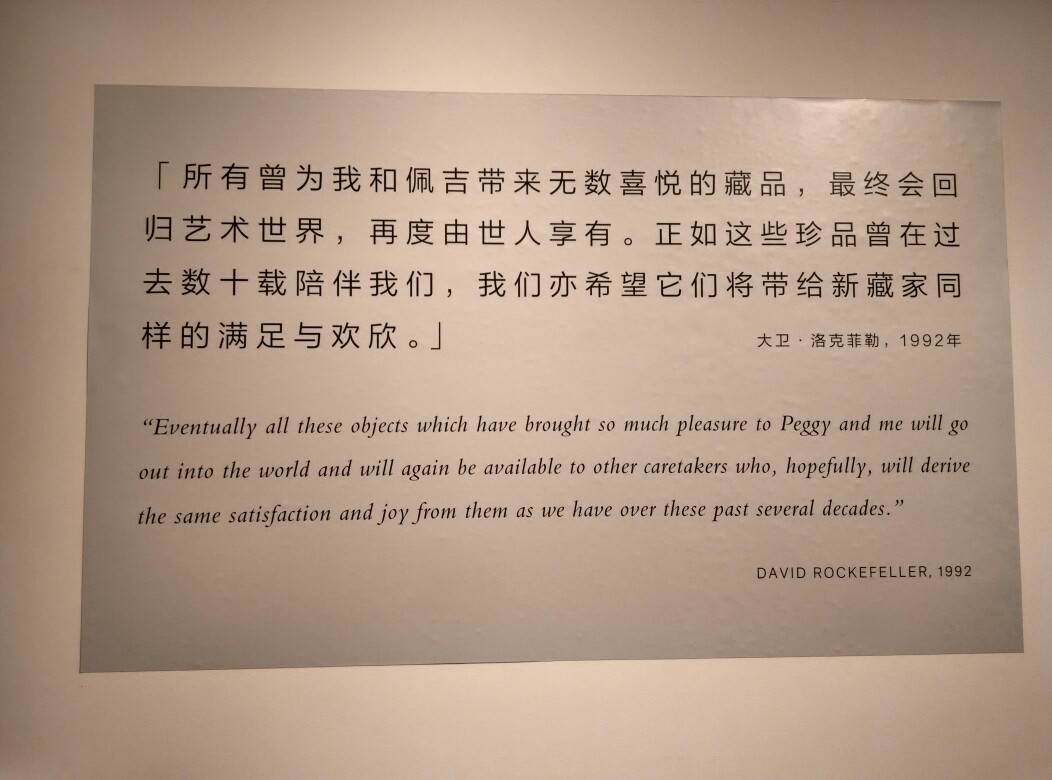 「所有曾为我和佩吉带来无数喜悦的藏品，最终会回
归艺术世界，再度由世人享有。正如这些珍品曾在过
去数十载陪伴我们，我们亦希望它们将带给新藏家同
样的满足与欢欣。」
大卫·洛克菲勒，1992年
“Eventually all these objects which have brought so much pleasure to Peggy and me will go
out into the world and will again be available to other caretakers who, hopefully, will derive
the same satisfaction and joy from them as we have over these past several decades.”
DAVID ROCKEFELLER, 1992